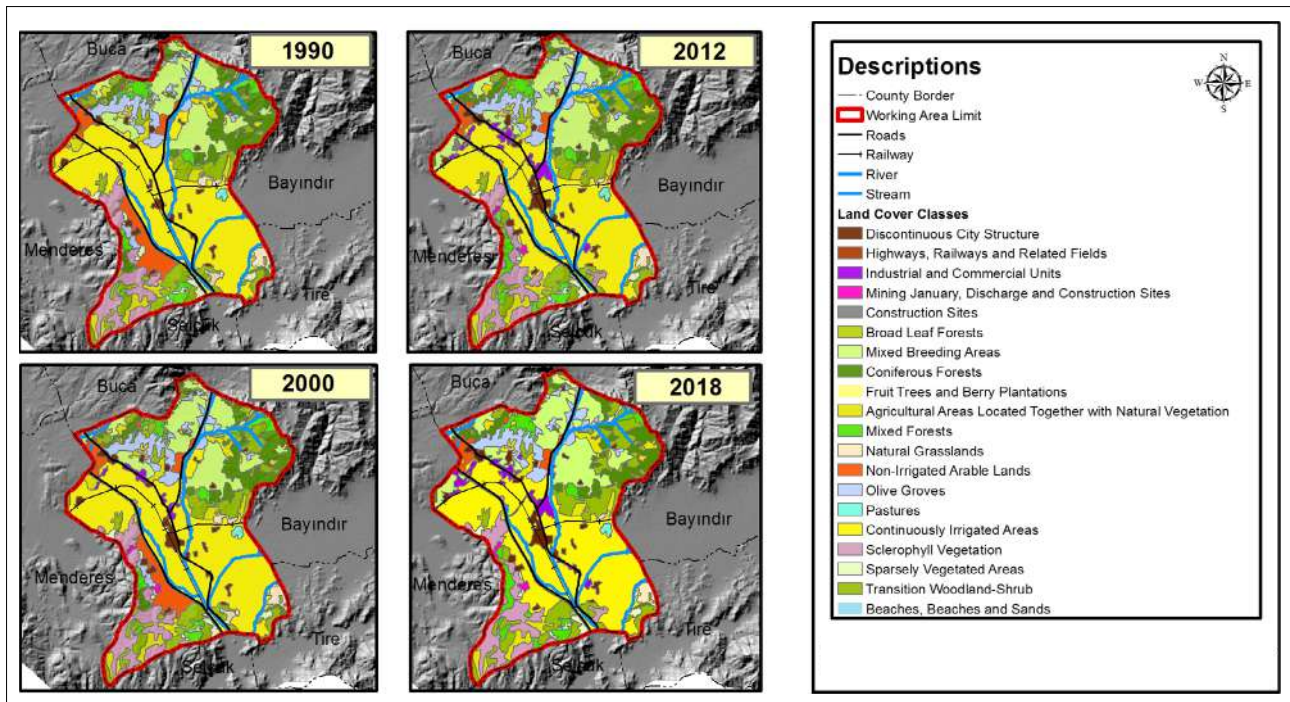 1990
Buca
Bayındır
Menderes
Tire
Selçuk
2012
Buca
Bayındır
Menderes
Tire
Selçuk
2000
Buca
Bayındır
Menderes
Tire
Selçuk
2018
Buca
Bayındır
Menderes
Tire
Selçuk
Descriptions
N
W
E
S
County Border
Working Area Limit
Roads
Railway
River
Stream
Land Cover Classes
Discontinuous City Structure
Highways, Railways and Related Fields
Industrial and Commercial Units
Mining January, Discharge and Construction Sites
Construction Sites
Broad Leaf Forests
Mixed Breeding Areas
Coniferous Forests
Fruit Trees and Berry Plantations
Agricultural Areas Located Together with Natural Vegetation
Mixed Forests
Natural Grasslands
Non-Irrigated Arable Lands
Olive Groves
Pastures
Continuously Irrigated Areas
Sclerophyll Vegetation
Sparsely Vegetated Areas
Transition Woodland-Shrub
Beaches, Beaches and Sands